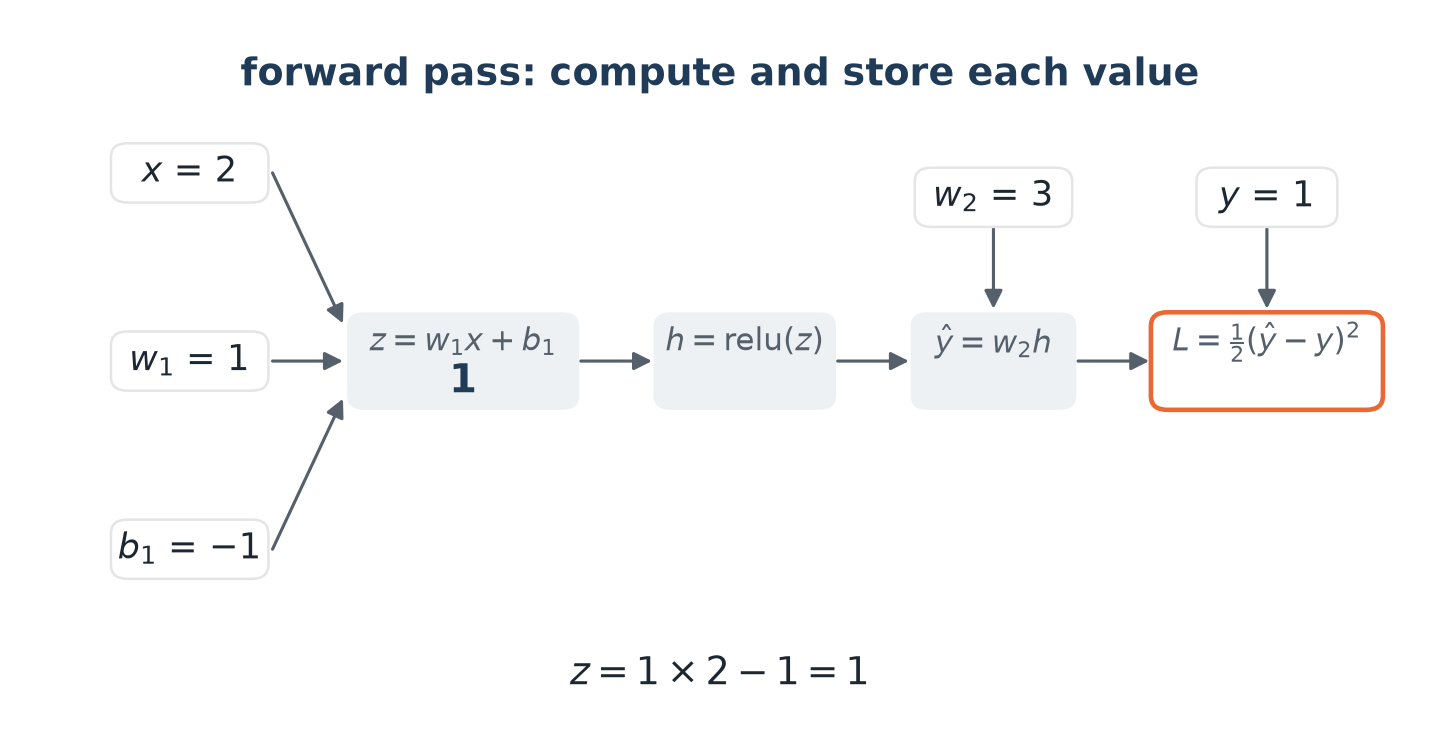 forward pass: compute and store each value
x = 2
w₂ = 3
y = 1
w₁ = 1
z = w₁x + b₁
1
h = relu(z)
ŷ = w₂h
L = ½(ŷ − y)²
b₁ = −1
z = 1 × 2 − 1 = 1